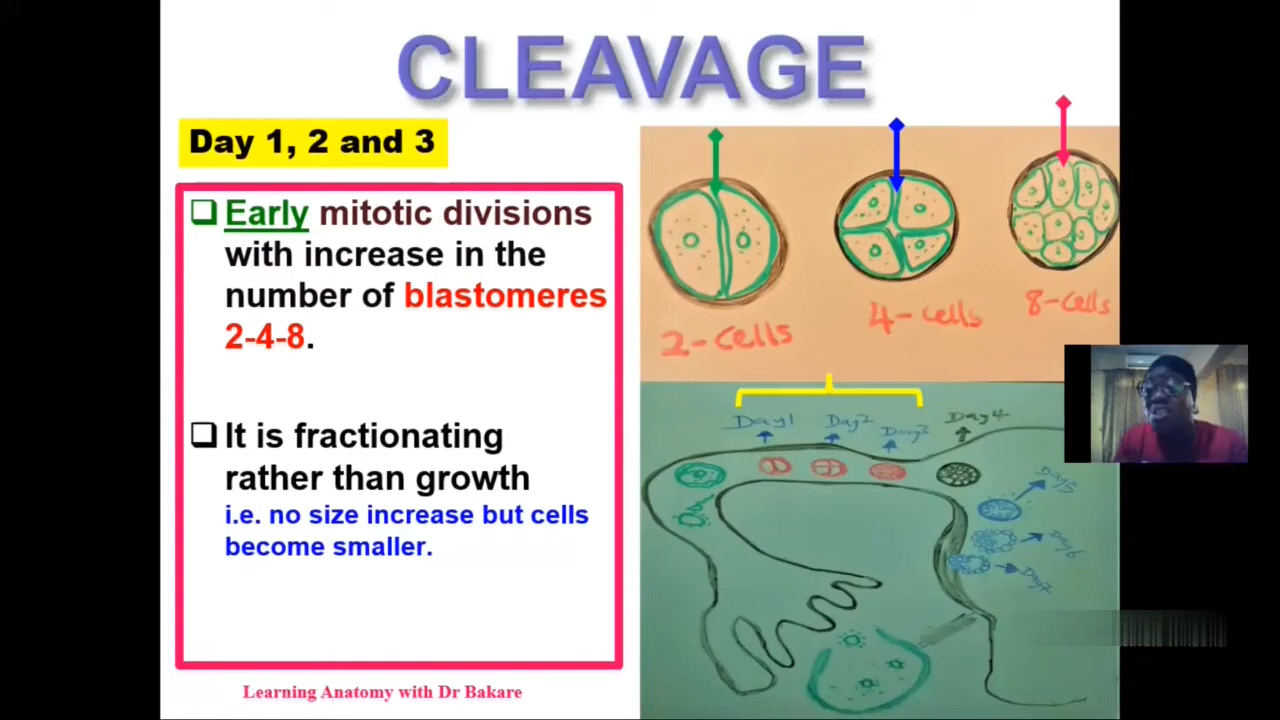 CLEAVAGE
Day 1, 2 and 3
Early mitotic divisions
with increase in the
number of blastomeres
2-4-8.
It is fractionating
rather than growth
i.e. no size increase but cells
become smaller.
Learning Anatomy with Dr Bakare
2-cells
4-cells
8-cells
Day1
Day2
Day3
Day4
Day5
Day6
Day7